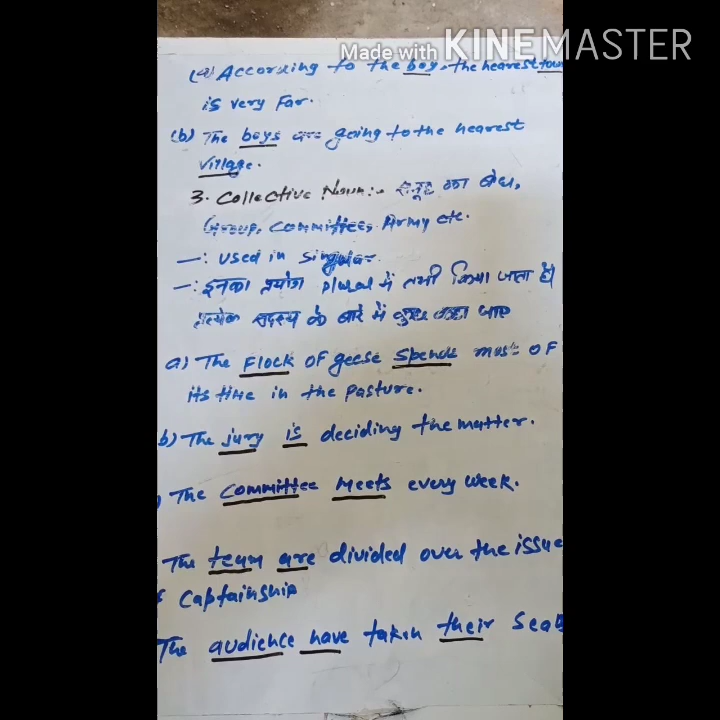 Made with KINEMASTER
(a) According to the boy, the nearest town
is very far.
(b) The boys are going to the nearest
village.
3. Collective Noun:- समूह का बोध,
Group, Committee, Army etc.
—: used in singular
—: इनका प्रयोग plural में तभी किया जाता है।
प्रत्येक सदस्य के बारे में कुछ कहा जाए
a) The Flock of geese spends most of
its time in the pasture.
b) The jury is deciding the matter.
) The Committee meets every week.
The team are divided over the issue
Captainship
The audience have taken their seats